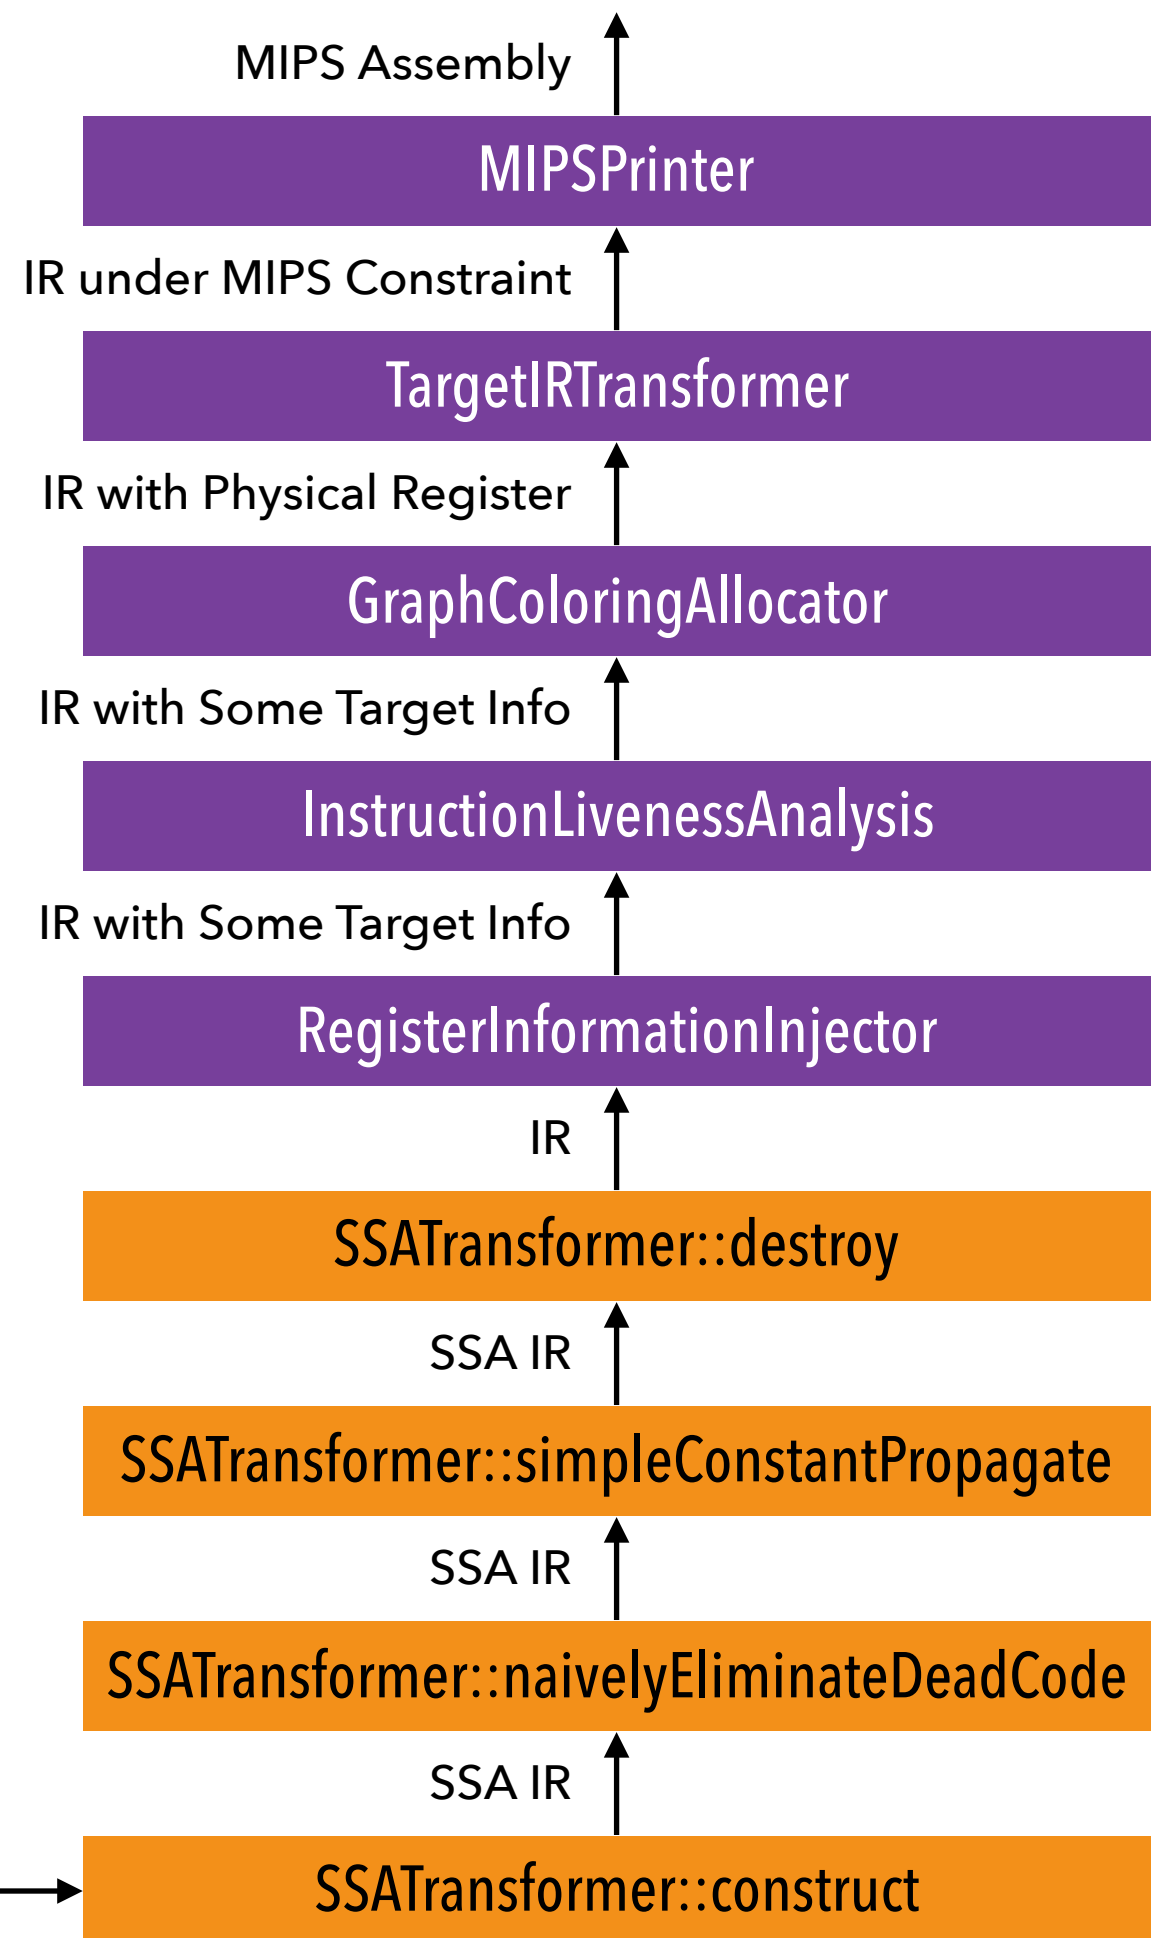 MIPS Assembly
MIPSPrinter
IR under MIPS Constraint
TargetIRTransformer
IR with Physical Register
GraphColoringAllocator
IR with Some Target Info
InstructionLivenessAnalysis
IR with Some Target Info
RegisterInformationInjector
IR
SSATransformer::destroy
SSA IR
SSATransformer::simpleConstantPropagate
SSA IR
SSATransformer::naivelyEliminateDeadCode
SSA IR
SSATransformer::construct